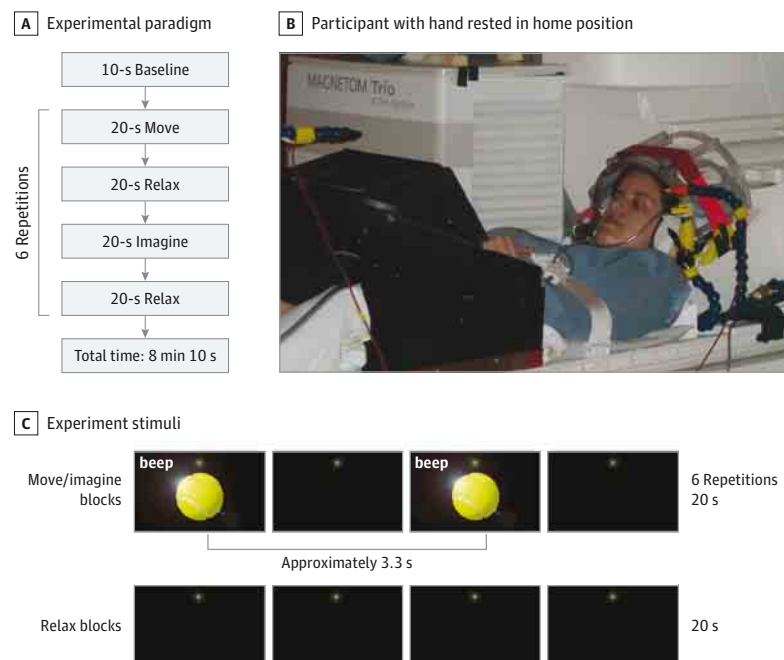 A Experimental paradigm
10-s Baseline
20-s Move
20-s Relax
20-s Imagine
20-s Relax
6 Repetitions
Total time: 8 min 10 s
B Participant with hand rested in home position
MAGNETOM Trio
C Experiment stimuli
Move/imagine
blocks
beep
beep
6 Repetitions
20 s
Approximately 3.3 s
Relax blocks
20 s